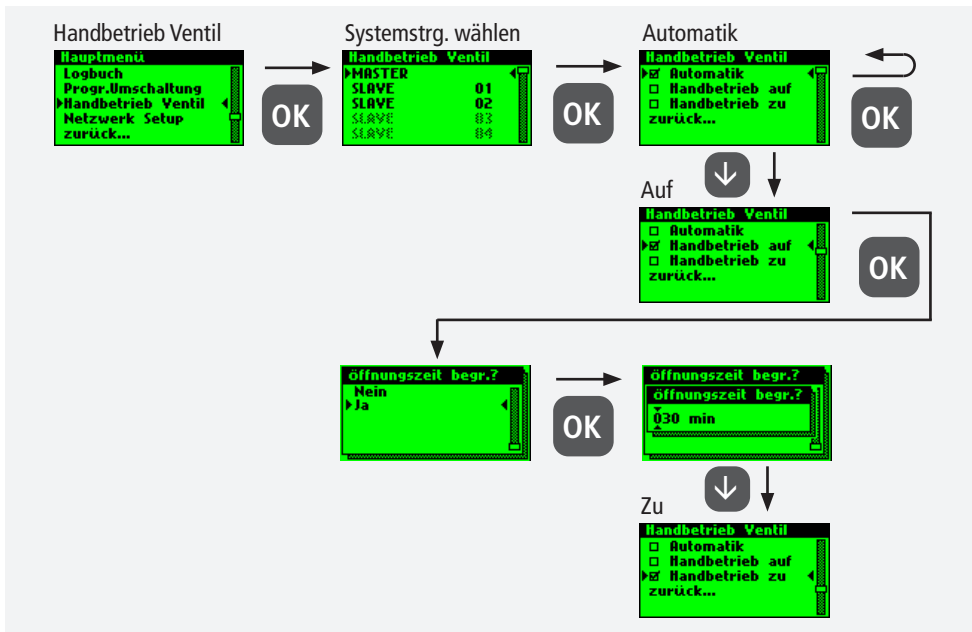 Handbetrieb Ventil
Hauptmenü
Logbuch
Progr.Umschaltung
Handbetrieb Ventil
Netzwerk Setup
zurück...
OK
Systemstrg. wählen
Handbetrieb Ventil
MASTER
SLAVE 01
SLAVE 02
SLAVE 03
SLAVE 04
OK
Automatik
Handbetrieb Ventil
Automatik
Handbetrieb auf
Handbetrieb zu
zurück...
OK
Auf
Handbetrieb Ventil
Automatik
Handbetrieb auf
Handbetrieb zu
zurück...
OK
öffnungszeit begr.?
Nein
Ja
OK
öffnungszeit begr.?
öffnungszeit begr.?
030 min
Zu
Handbetrieb Ventil
Automatik
Handbetrieb auf
Handbetrieb zu
zurück...